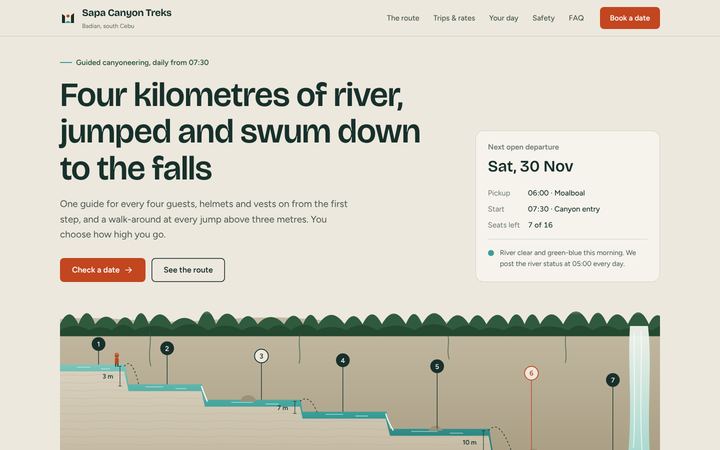 Sapa Canyon Treks
Badian, south Cebu
The route
Trips & rates
Your day
Safety
FAQ
Book a date
Guided canyoneering, daily from 07:30
Four kilometres of river,
jumped and swum down
to the falls
One guide for every four guests, helmets and vests on from the first
step, and a walk-around at every jump above three metres. You
choose how high you go.
Check a date →
See the route
Next open departure
Sat, 30 Nov
Pickup 06:00 · Moalboal
Start 07:30 · Canyon entry
Seats left 7 of 16
River clear and green-blue this morning. We
post the river status at 05:00 every day.
1
2
3
4
5
6
7
3 m
7 m
10 m